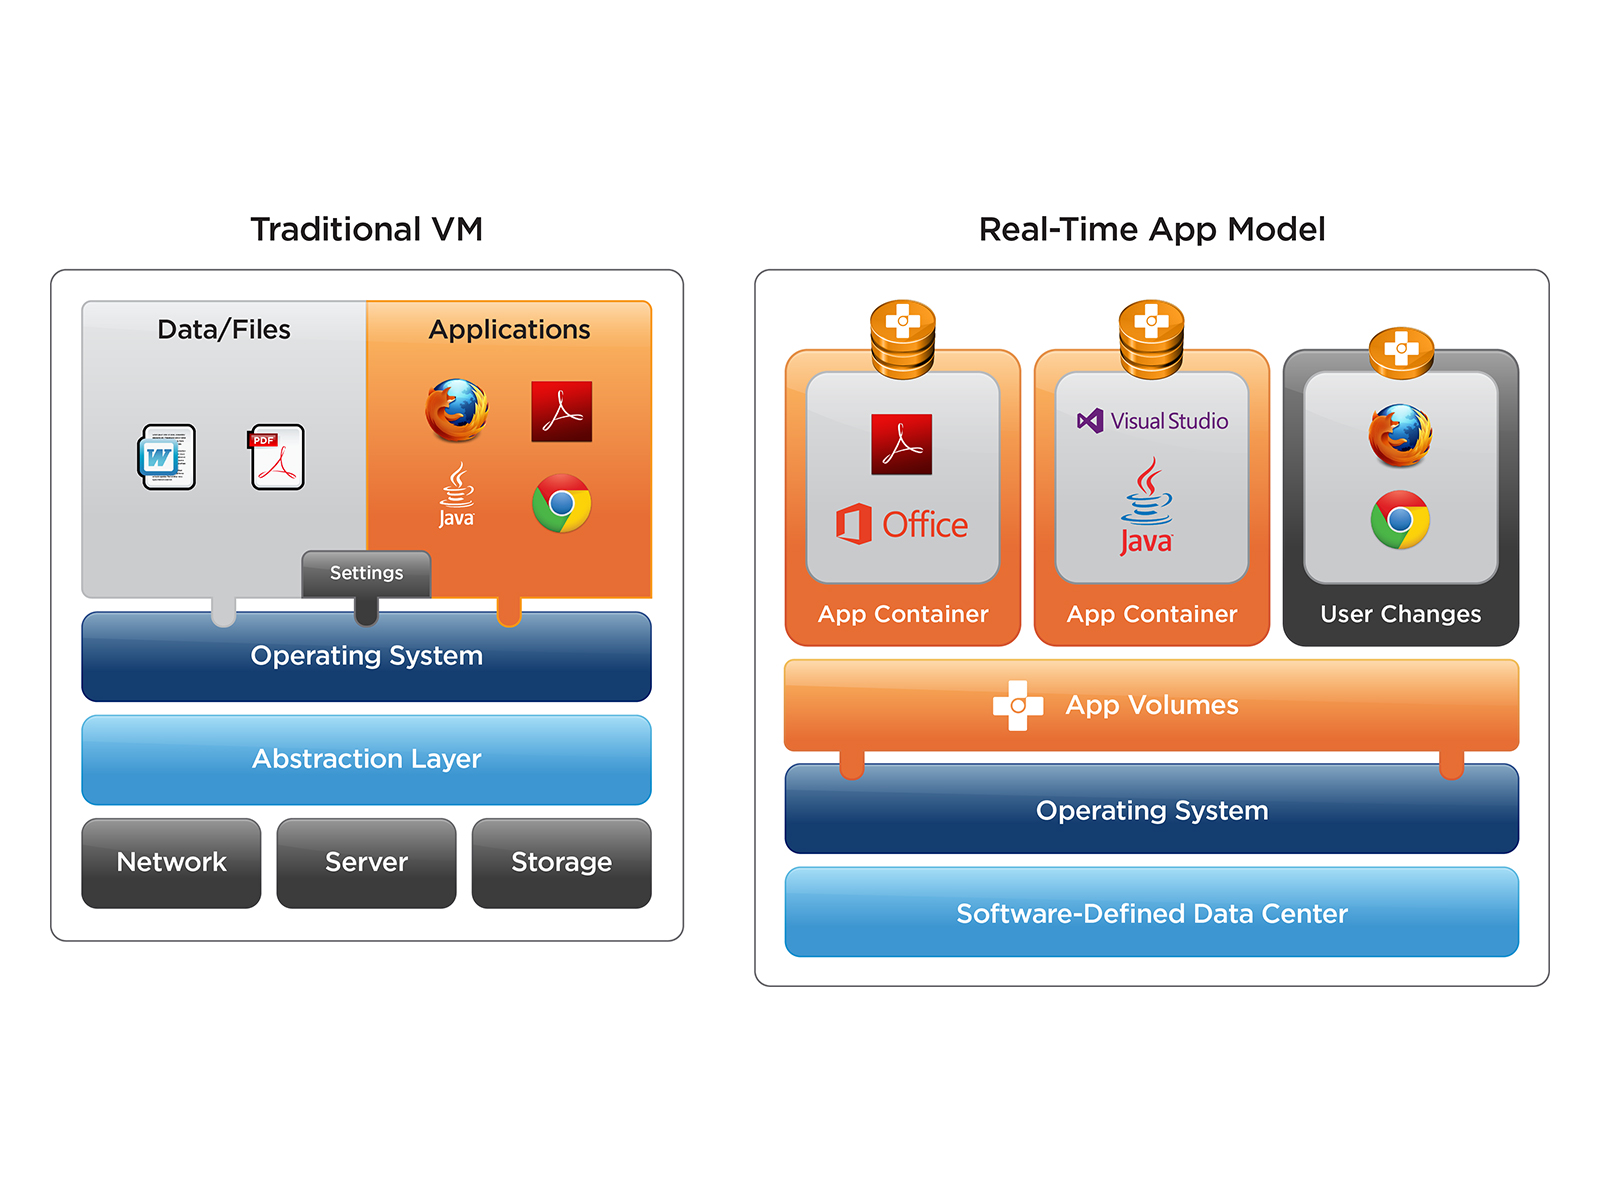 Traditional VM
Data/Files
Applications
W
PDF
Java
Settings
Operating System
Abstraction Layer
Network
Server
Storage
Real-Time App Model
Office
App Container
Visual Studio
Java
App Container
User Changes
App Volumes
Operating System
Software-Defined Data Center